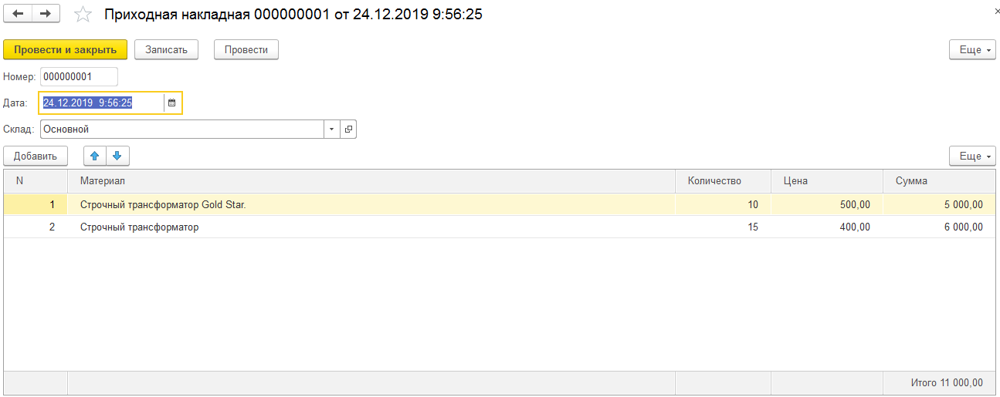 Приходная накладная 000000001 от 24.12.2019 9:56:25
Провести и закрыть Записать Провести Еще
Номер: 000000001
Дата: 24.12.2019 9:56:25
Склад: Основной
Добавить Еще
N Материал Количество Цена Сумма
1 Строчный трансформатор Gold Star. 10 500,00 5 000,00
2 Строчный трансформатор 15 400,00 6 000,00
Итого 11 000,00